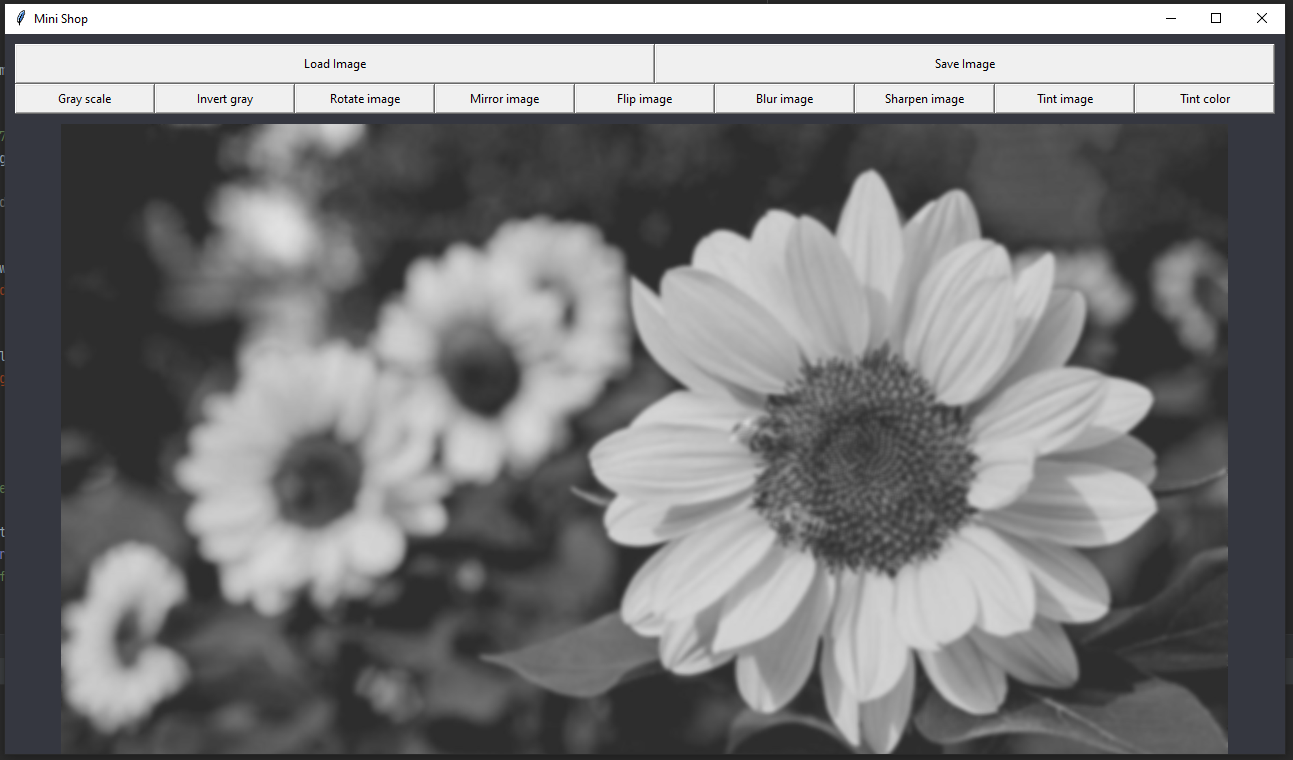 Mini Shop
Load Image Save Image
Gray scale Invert gray Rotate image Mirror image Flip image Blur image Sharpen image Tint image Tint color